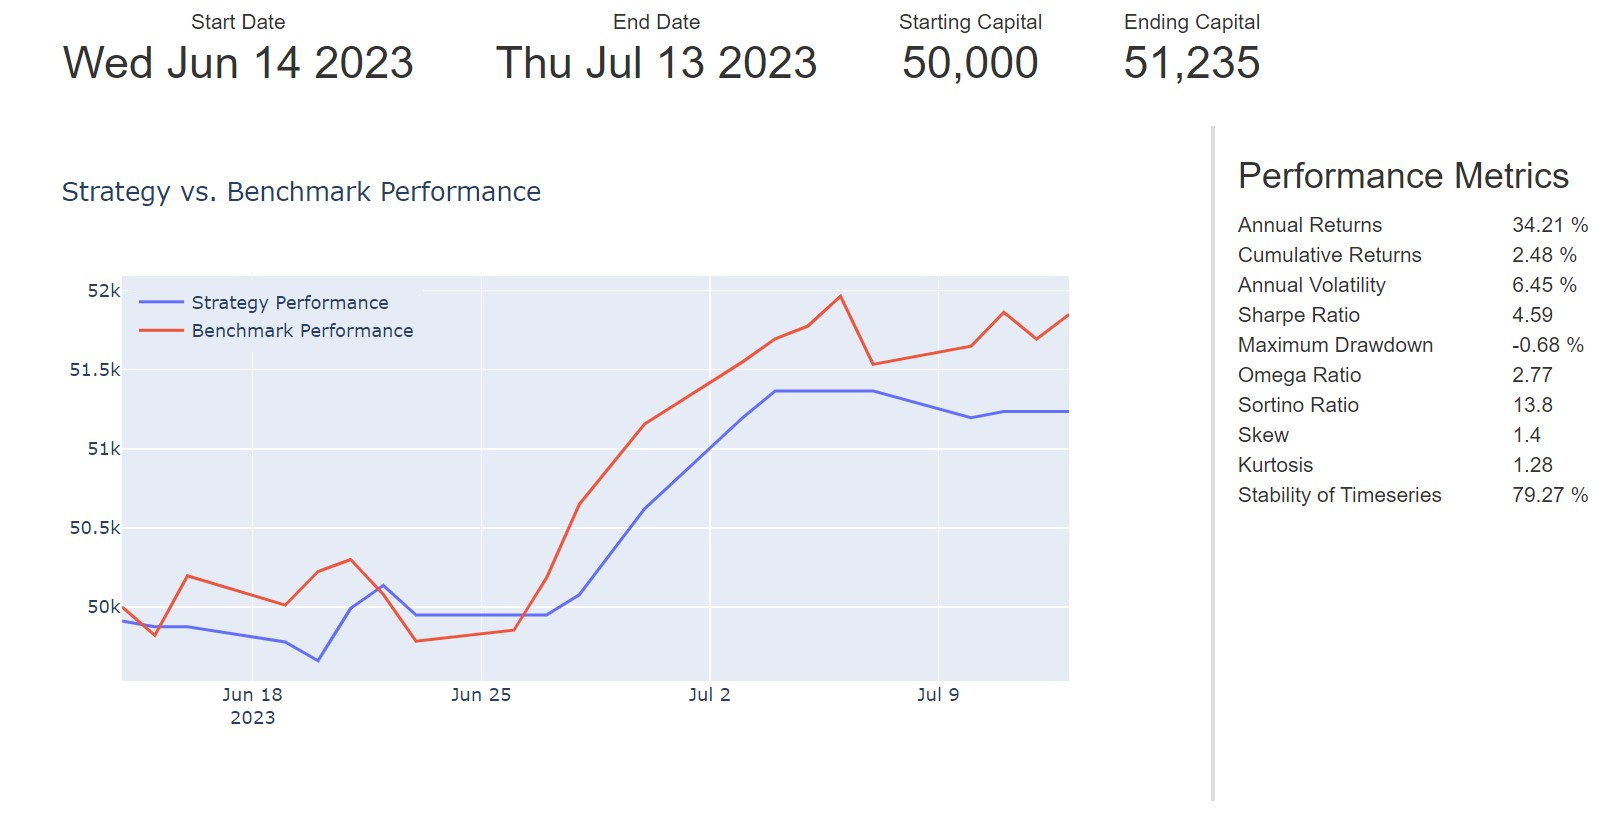 Start Date
Wed Jun 14 2023
End Date
Thu Jul 13 2023
Starting Capital
50,000
Ending Capital
51,235
Strategy vs. Benchmark Performance
Strategy Performance
Benchmark Performance
52k
51.5k
51k
50.5k
50k
Jun 18
2023
Jun 25
Jul 2
Jul 9
Performance Metrics
Annual Returns 34.21 %
Cumulative Returns 2.48 %
Annual Volatility 6.45 %
Sharpe Ratio 4.59
Maximum Drawdown -0.68 %
Omega Ratio 2.77
Sortino Ratio 13.8
Skew 1.4
Kurtosis 1.28
Stability of Timeseries 79.27 %